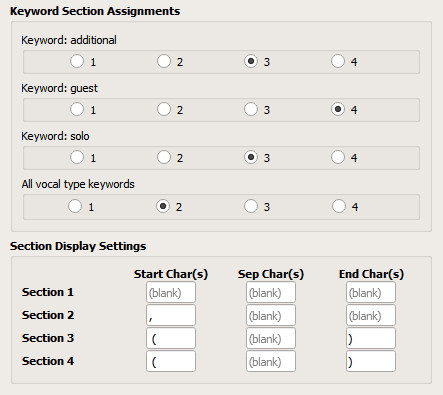 Keyword Section Assignments
Keyword: additional
1 2 3 4
Keyword: guest
1 2 3 4
Keyword: solo
1 2 3 4
All vocal type keywords
1 2 3 4
Section Display Settings
Start Char(s) Sep Char(s) End Char(s)
Section 1 (blank) (blank) (blank)
Section 2 , (blank) (blank)
Section 3 ( (blank) )
Section 4 ( (blank) )